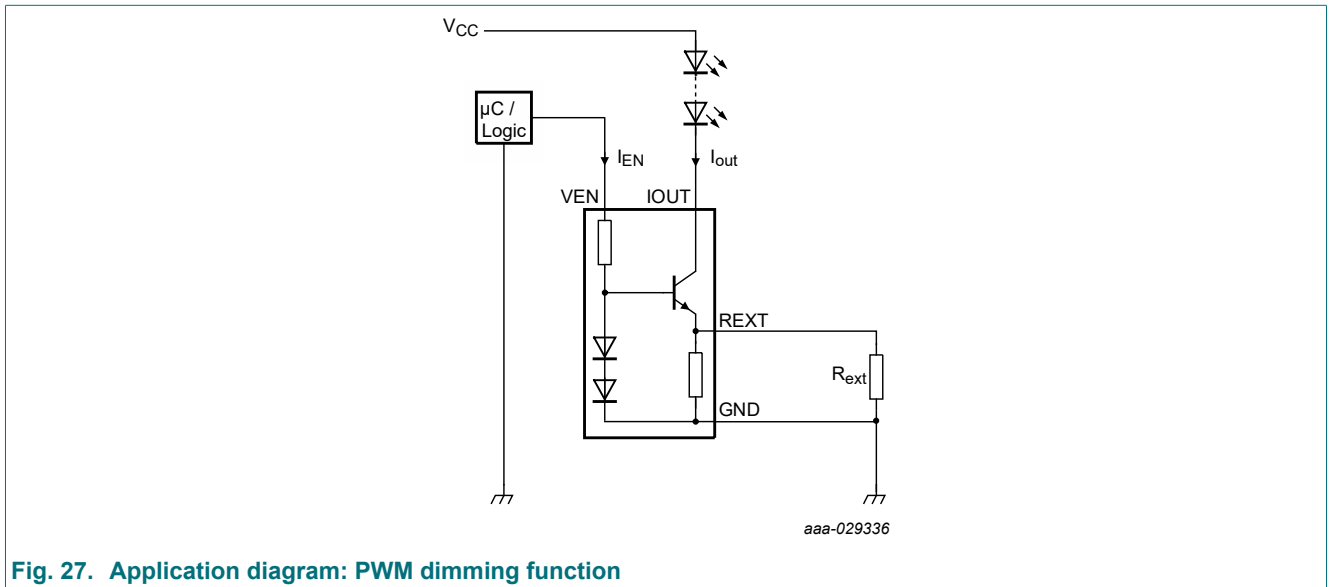 VCC
µC /
Logic
IEN
Iout
VEN
IOUT
REXT
Rext
GND
aaa-029336
Fig. 27. Application diagram: PWM dimming function